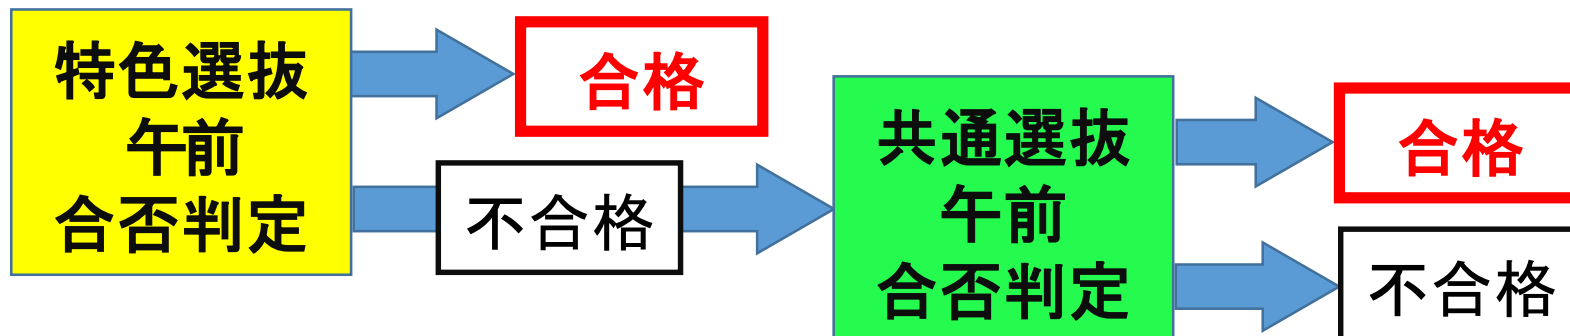 特色選抜
午前
合否判定
合格
不合格
共通選抜
午前
合否判定
合格
不合格